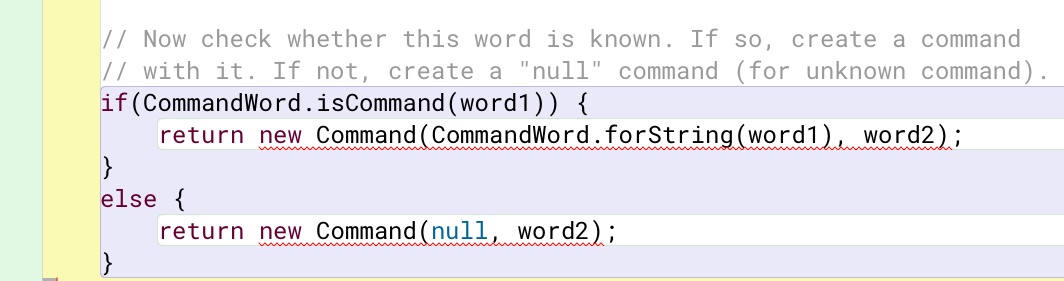 // Now check whether this word is known. If so, create a command
// with it. If not, create a "null" command (for unknown command).
if(CommandWord.isCommand(word1)) {
return new Command(CommandWord.forString(word1), word2);
}
else {
return new Command(null, word2);
}